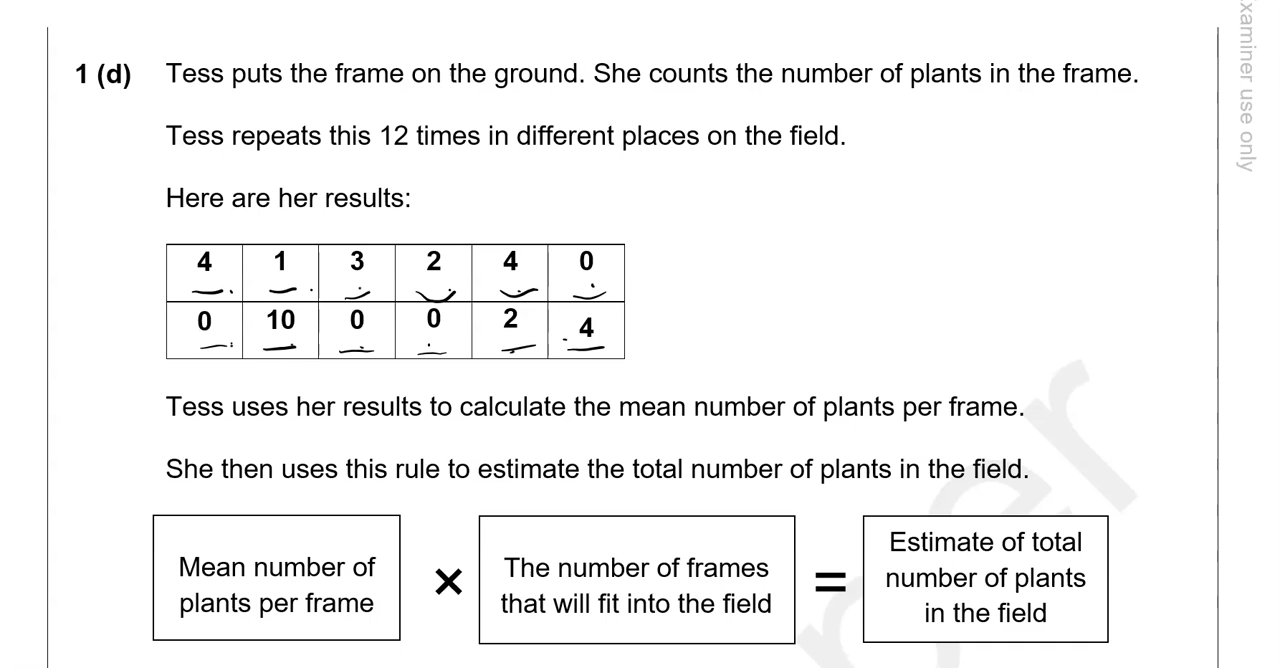 1 (d) Tess puts the frame on the ground. She counts the number of plants in the frame.
Tess repeats this 12 times in different places on the field.
Here are her results:
4 1 3 2 4 0
0 10 0 0 2 4
Tess uses her results to calculate the mean number of plants per frame.
She then uses this rule to estimate the total number of plants in the field.
Mean number of
plants per frame
×
The number of frames
that will fit into the field
=
Estimate of total
number of plants
in the field
xaminer use only
per